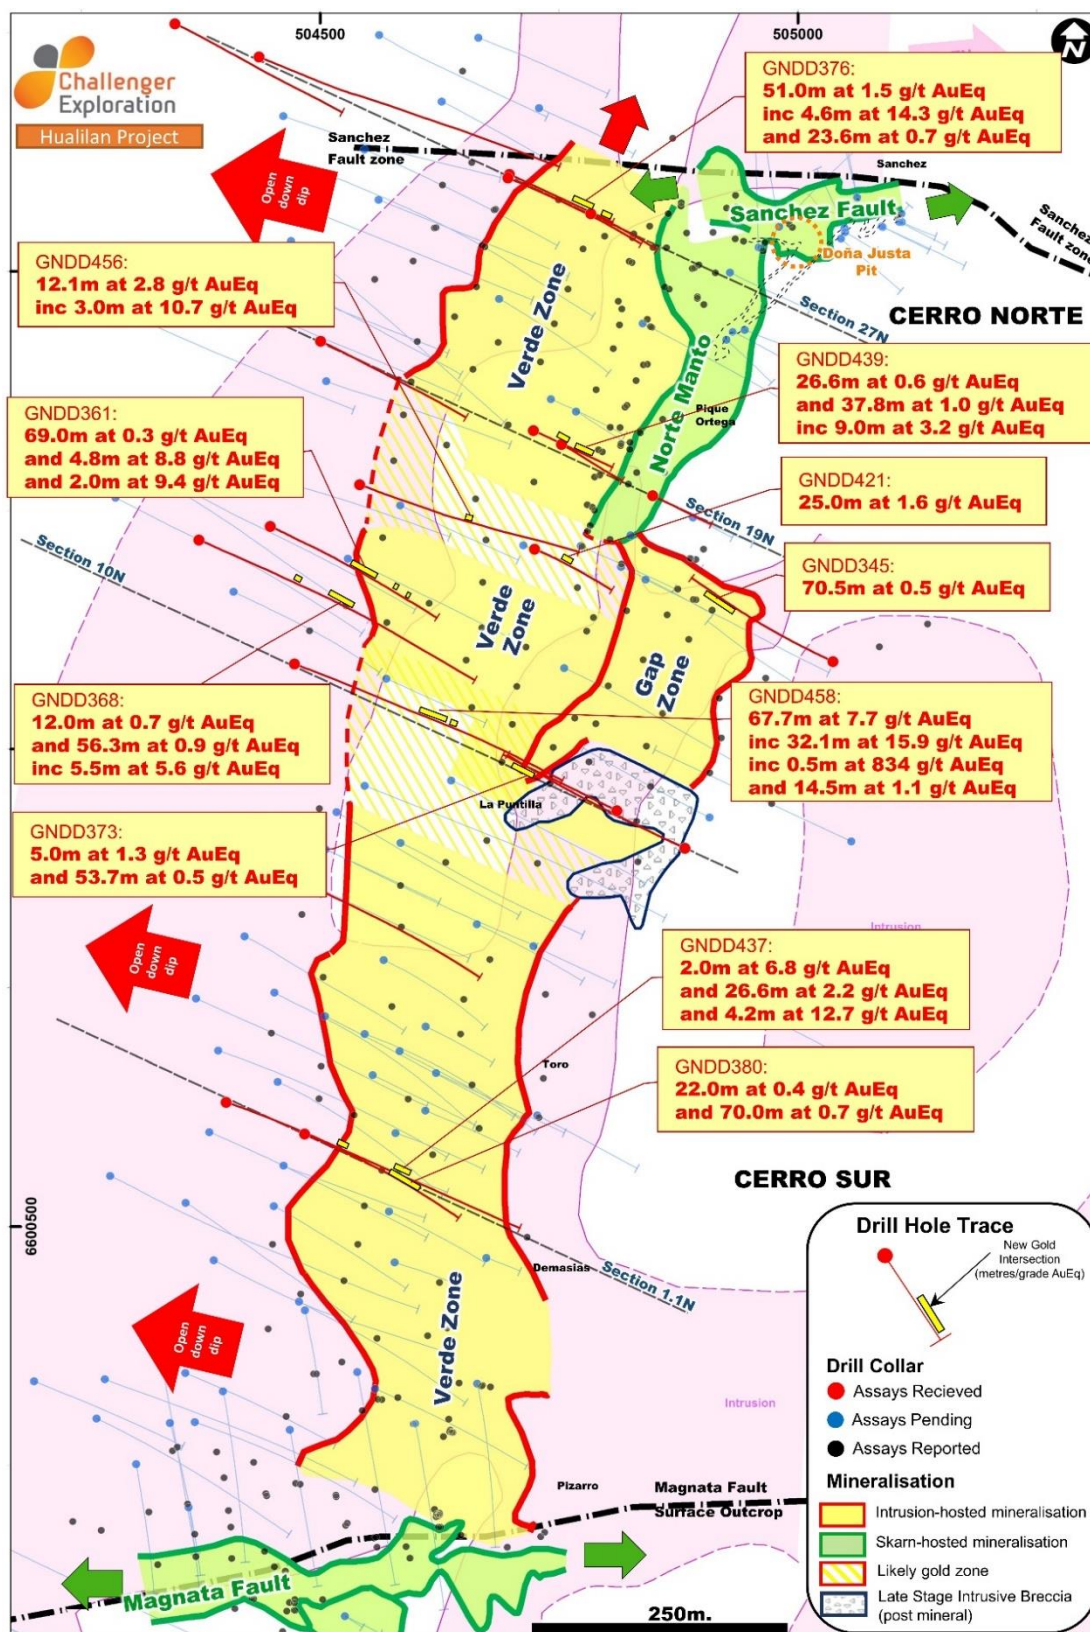 504500
505000
N
Challenger
Exploration
Hualilan Project
GNDD376:
51.0m at 1.5 g/t AuEq
inc 4.6m at 14.3 g/t AuEq
and 23.6m at 0.7 g/t AuEq
Sanchez
Fault zone
Sanchez
Open
down
dip
Sanchez Fault
Sanchez
Fault zone
Doña Justa
Pit
GNDD456:
12.1m at 2.8 g/t AuEq
inc 3.0m at 10.7 g/t AuEq
Verde Zone
Section 27N
CERRO NORTE
Norte Manto
GNDD439:
26.6m at 0.6 g/t AuEq
and 37.8m at 1.0 g/t AuEq
inc 9.0m at 3.2 g/t AuEq
Pique
Ortega
GNDD361:
69.0m at 0.3 g/t AuEq
and 4.8m at 8.8 g/t AuEq
and 2.0m at 9.4 g/t AuEq
GNDD421:
25.0m at 1.6 g/t AuEq
Section 19N
Section 10N
GNDD345:
70.5m at 0.5 g/t AuEq
Verde
Zone
Gap
Zone
GNDD368:
12.0m at 0.7 g/t AuEq
and 56.3m at 0.9 g/t AuEq
inc 5.5m at 5.6 g/t AuEq
GNDD458:
67.7m at 7.7 g/t AuEq
inc 32.1m at 15.9 g/t AuEq
inc 0.5m at 834 g/t AuEq
and 14.5m at 1.1 g/t AuEq
La Puntilla
GNDD373:
5.0m at 1.3 g/t AuEq
and 53.7m at 0.5 g/t AuEq
Intrusion
Open
down
dip
GNDD437:
2.0m at 6.8 g/t AuEq
and 26.6m at 2.2 g/t AuEq
and 4.2m at 12.7 g/t AuEq
Toro
GNDD380:
22.0m at 0.4 g/t AuEq
and 70.0m at 0.7 g/t AuEq
CERRO SUR
6600500
Demasias
Section 1.1N
Verde Zone
Open
down
dip
Intrusion
Pizarro
Magnata Fault
Surface Outcrop
Magnata Fault
250m.
Drill Hole Trace
New Gold
Intersection
(metres/grade AuEq)
Drill Collar
Assays Recieved
Assays Pending
Assays Reported
Mineralisation
Intrusion-hosted mineralisation
Skarn-hosted mineralisation
Likely gold zone
Late Stage Intrusive Breccia
(post mineral)